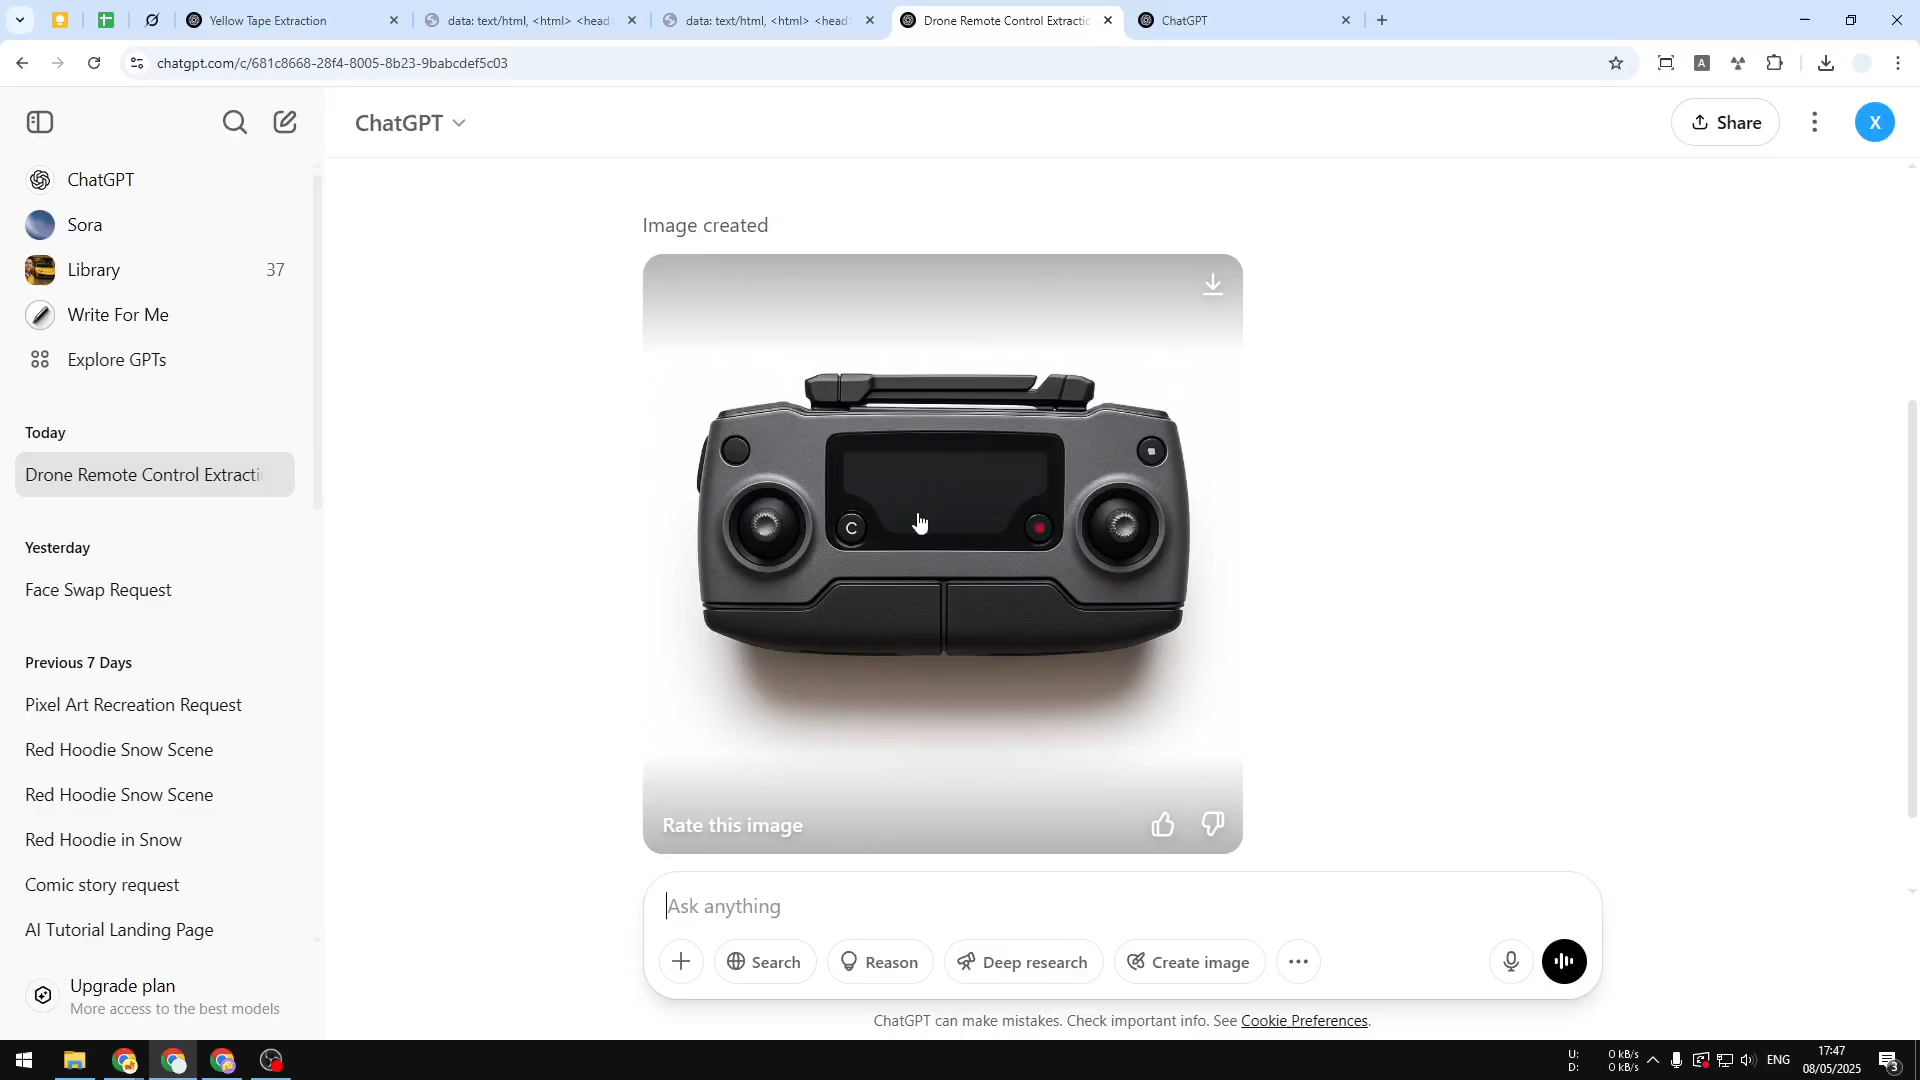 Yellow Tape Extraction
data: text/html, <html> <head
data: text/html, <html> <head
Drone Remote Control Extractic
ChatGPT
chatgpt.com/c/681c8668-28f4-8005-8b23-9babcdef5c03
A
ChatGPT
Share
X
ChatGPT
Sora
Library 37
Write For Me
Explore GPTs
Today
Drone Remote Control Extracti
Yesterday
Face Swap Request
Previous 7 Days
Pixel Art Recreation Request
Red Hoodie Snow Scene
Red Hoodie Snow Scene
Red Hoodie in Snow
Comic story request
AI Tutorial Landing Page
Upgrade plan
More access to the best models
Image created
C
Rate this image
Ask anything
Search
Reason
Deep research
Create image
ChatGPT can make mistakes. Check important info. See Cookie Preferences.
U: 0 kB/s
D: 0 kB/s
ENG
17:47
08/05/2025
3